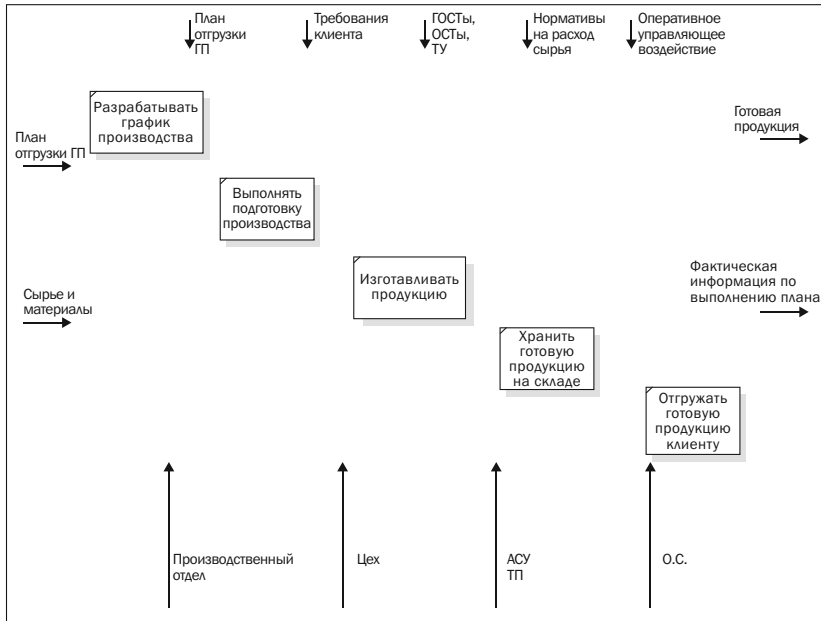 План
отгрузки
ГП
Требования
клиента
ГОСТы,
ОСТы,
ТУ
Нормативы
на расход
сырья
Оперативное
управляющее
воздействие
Разрабатывать
график
производства
Готовая
продукция
План
отгрузки ГП
Выполнять
подготовку
производства
Изготавливать
продукцию
Фактическая
информация по
выполнению плана
Сырье и
материалы
Хранить
готовую
продукцию
на складе
Отгружать
готовую
продукцию
клиенту
Производственный
отдел
Цех
АСУ
ТП
О.С.